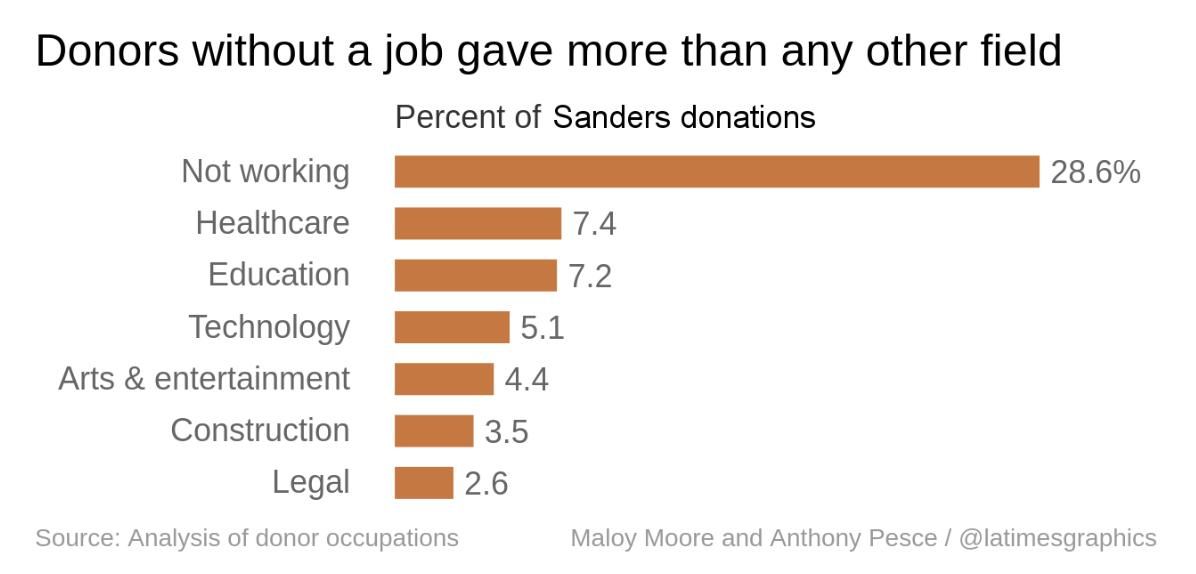 Donors without a job gave more than any other field
Percent of Sanders donations
Not working 28.6%
Healthcare 7.4
Education 7.2
Technology 5.1
Arts & entertainment 4.4
Construction 3.5
Legal 2.6
Source: Analysis of donor occupations Maloy Moore and Anthony Pesce / @latimesgraphics